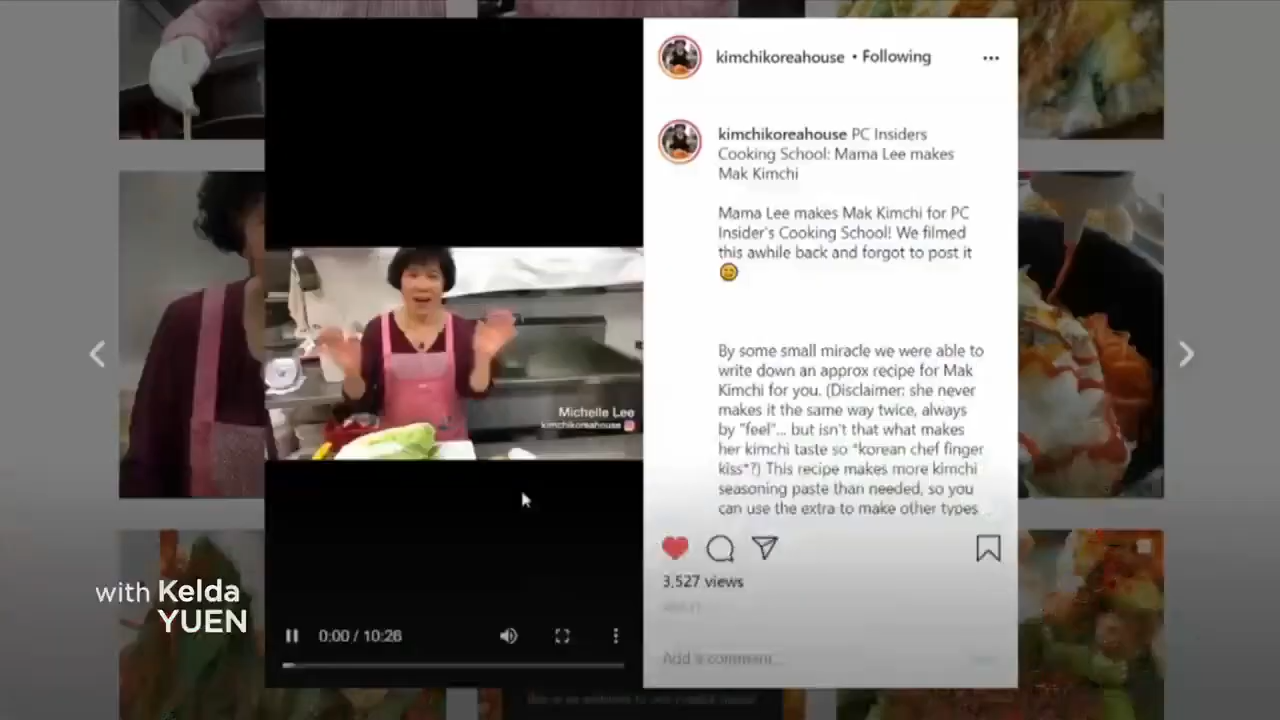 kimchikoreahouse • Following
kimchikoreahouse PC Insiders
Cooking School: Mama Lee makes
Mak Kimchi
Mama Lee makes Mak Kimchi for PC
Insider's Cooking School! We filmed
this awhile back and forgot to post it
By some small miracle we were able to
write down an approx recipe for Mak
Kimchi for you. (Disclaimer: she never
makes it the same way twice, always
by "feel"... but isn't that what makes
her kimchi taste so *korean chef finger
kiss*?) This recipe makes more kimchi
seasoning paste than needed, so you
can use the extra to make other types
Michelle Lee
kimchikoreahouse
3,527 views
Add a comment...
0:00 / 10:26
with Kelda
YUEN